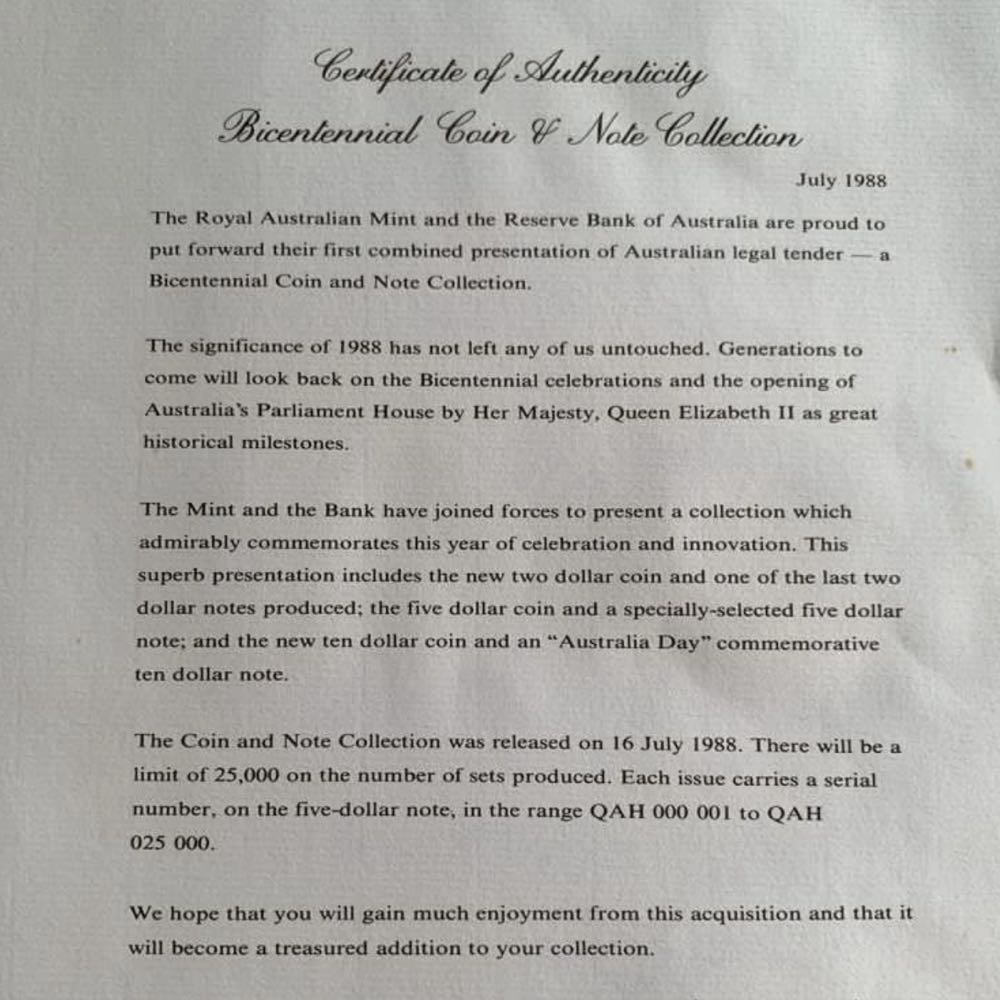 Certificate of Authenticity
Bicentennial Coin & Note Collection
July 1988
The Royal Australian Mint and the Reserve Bank of Australia are proud to
put forward their first combined presentation of Australian legal tender — a
Bicentennial Coin and Note Collection.
The significance of 1988 has not left any of us untouched. Generations to
come will look back on the Bicentennial celebrations and the opening of
Australia's Parliament House by Her Majesty, Queen Elizabeth II as great
historical milestones.
The Mint and the Bank have joined forces to present a collection which
admirably commemorates this year of celebration and innovation. This
superb presentation includes the new two dollar coin and one of the last two
dollar notes produced; the five dollar coin and a specially-selected five dollar
note; and the new ten dollar coin and an “Australia Day” commemorative
ten dollar note.
The Coin and Note Collection was released on 16 July 1988. There will be a
limit of 25,000 on the number of sets produced. Each issue carries a serial
number, on the five-dollar note, in the range QAH 000 001 to QAH
025 000.
We hope that you will gain much enjoyment from this acquisition and that it
will become a treasured addition to your collection.